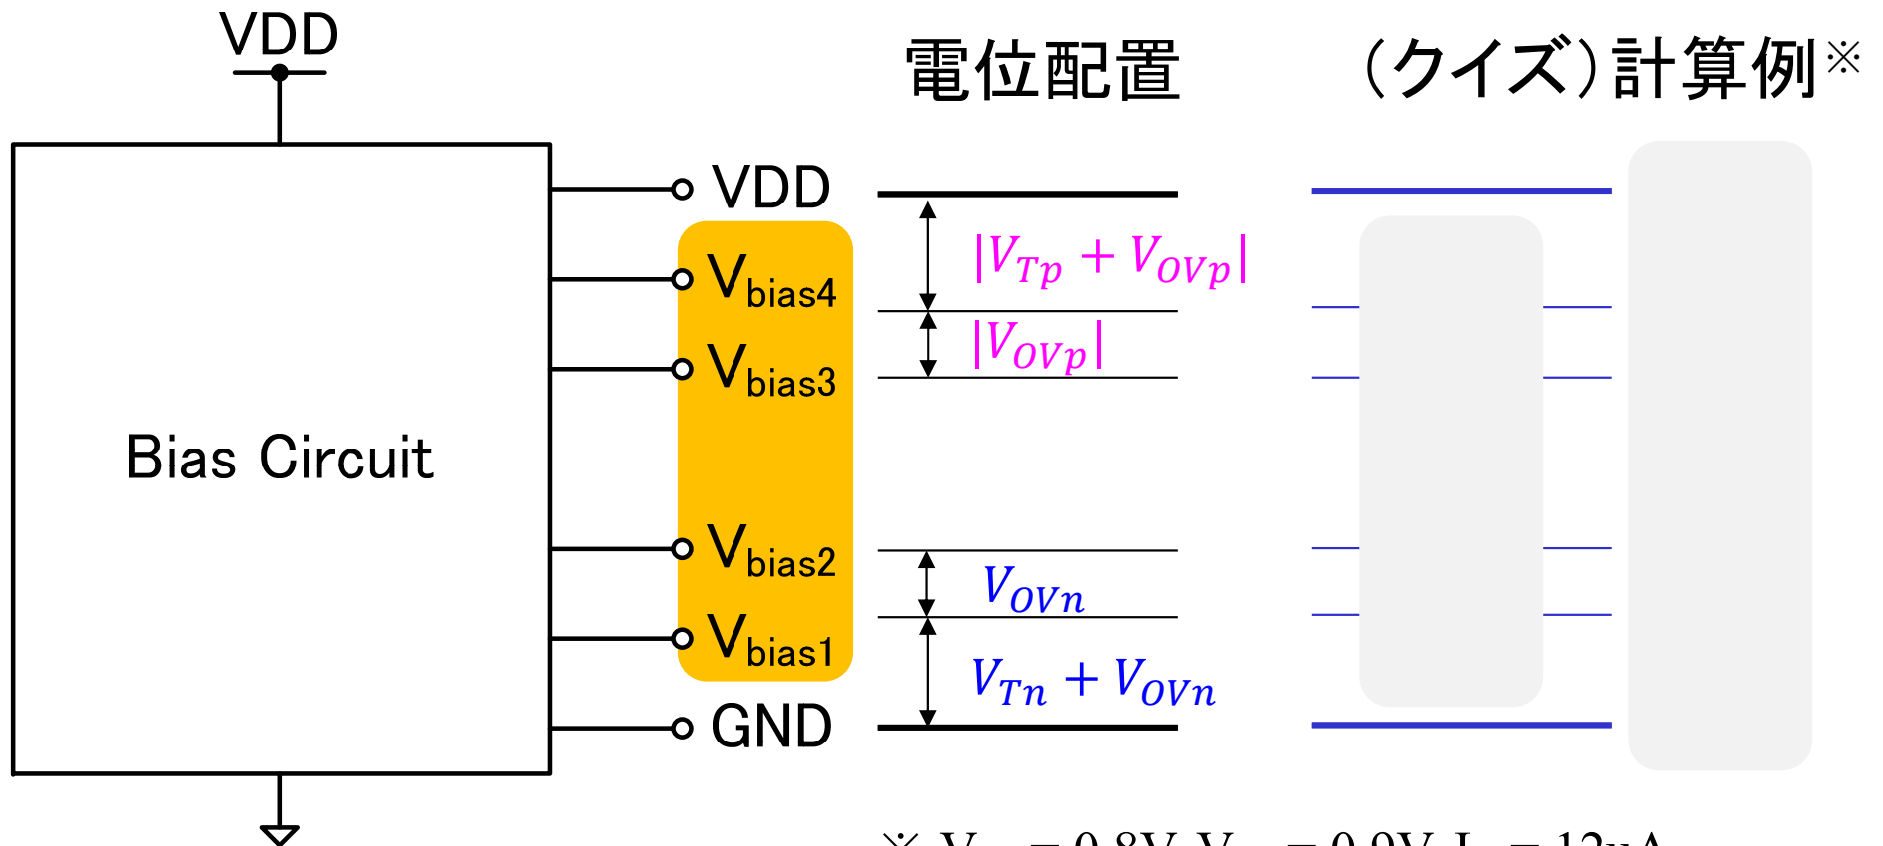 VDD
電位配置
（クイズ）計算例※
VDD
Vbias4
Vbias3
Vbias2
Vbias1
GND
Bias Circuit
|VTp + VOVp|
|VOVp|
VOVn
VTn + VOVn